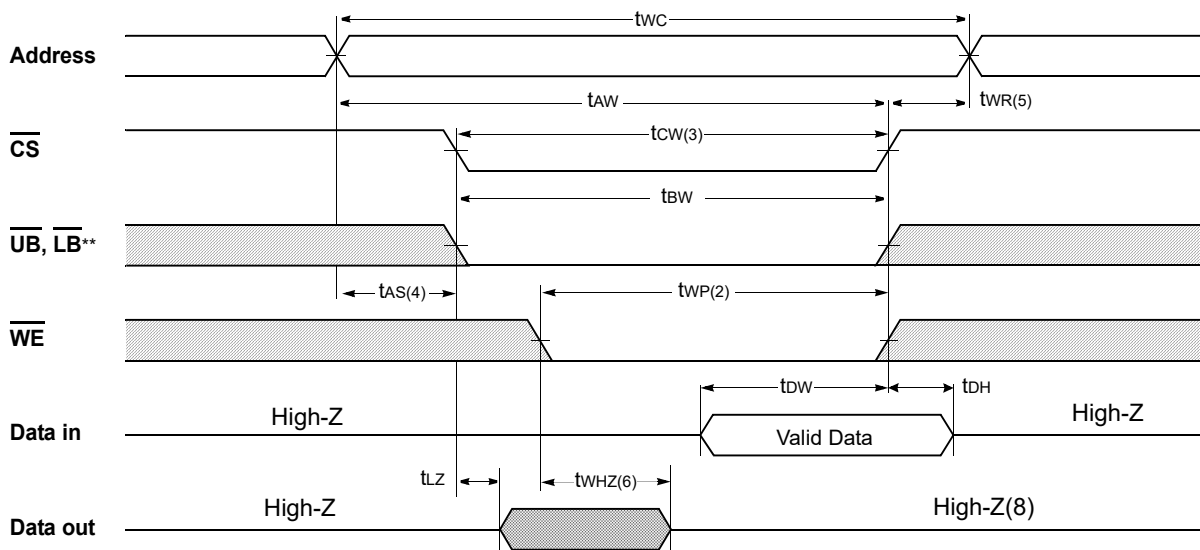 tWC
Address
tAW
tWR(5)
tCW(3)
CS
tBW
UB, LB**
tAS(4)
tWP(2)
WE
tDW
tDH
High-Z
High-Z
Data in
Valid Data
tLZ
tWHZ(6)
High-Z
High-Z(8)
Data out